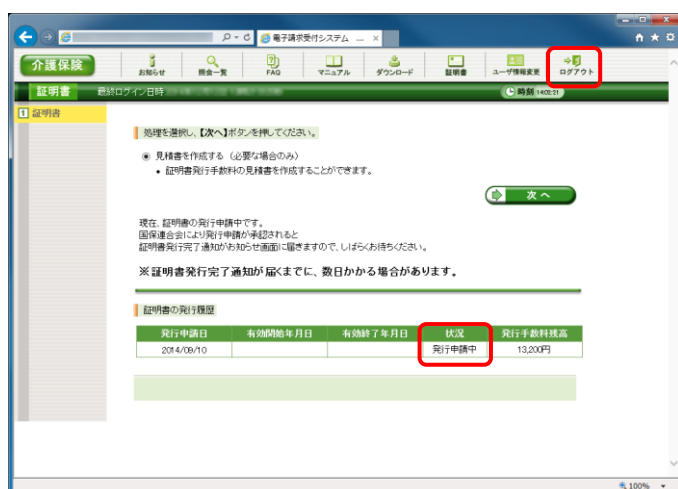 電子請求受付システム ...
介護保険
お知らせ
照会一覧
FAQ
マニュアル
ダウンロード
証明書
ユーザ情報変更
ログアウト
証明書
最終ログイン日時
時刻 14:02:21
1 証明書
処理を選択し、【次へ】ボタンを押してください。
見積書を作成する（必要な場合のみ）
• 証明書発行手数料の見積書を作成することができます。
次 へ
現在、証明書の発行申請中です。
国保連合会により発行申請が承認されると
証明書発行完了通知がお知らせ画面に届きますので、しばらくお待ちください。
※証明書発行完了通知が届くまでに、数日かかる場合があります。
証明書の発行履歴
発行申請日 有効開始年月日 有効終了年月日 状況 発行手数料残高
2014/09/10 発行申請中 13,200円
100%